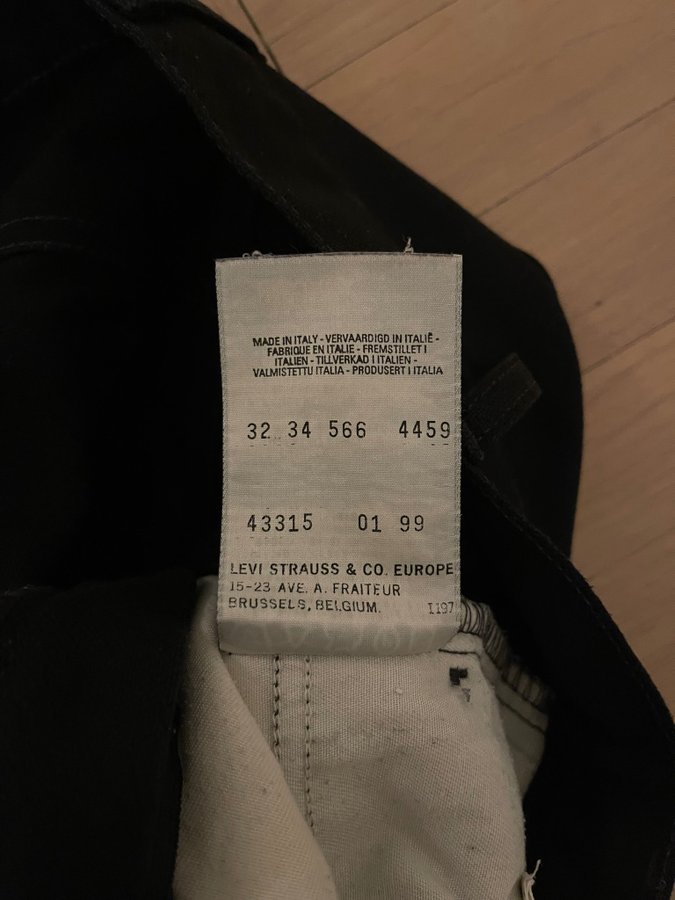 MADE IN ITALY - VERVAARDIGD IN ITALIË -
FABRIQUE EN ITALIE - FREMSTILLET I
ITALIEN - TILLVERKAD I ITALIEN -
VALMISTETTU ITALIA - PRODUSERT I ITALIA
32 34 566 4459
43315 01 99
LEVI STRAUSS & CO. EUROPE
15-23 AVE. A. FRAITEUR
BRUSSELS, BELGIUM. I197